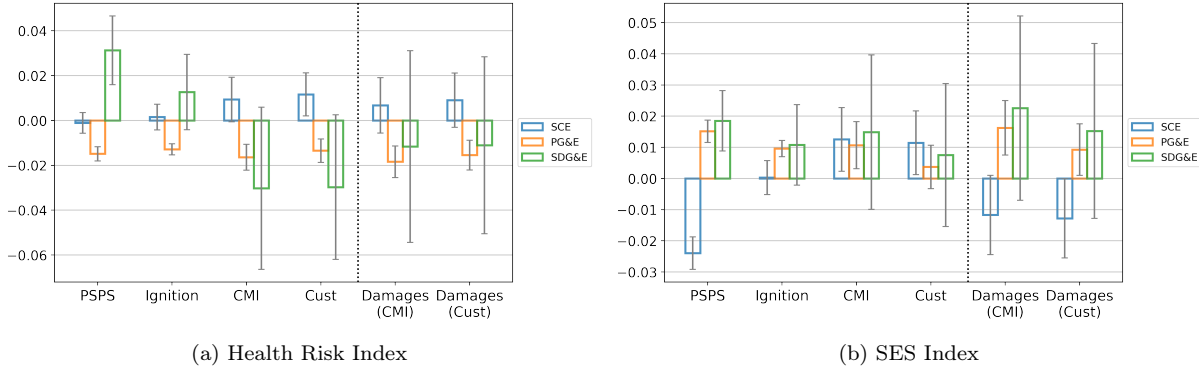 0.04
0.02
0.00
−0.02
−0.04
−0.06
PSPS
Ignition
CMI
Cust
Damages
(CMI)
Damages
(Cust)
SCE
PG&E
SDG&E
(a) Health Risk Index
0.05
0.04
0.03
0.02
0.01
0.00
−0.01
−0.02
−0.03
PSPS
Ignition
CMI
Cust
Damages
(CMI)
Damages
(Cust)
SCE
PG&E
SDG&E
(b) SES Index